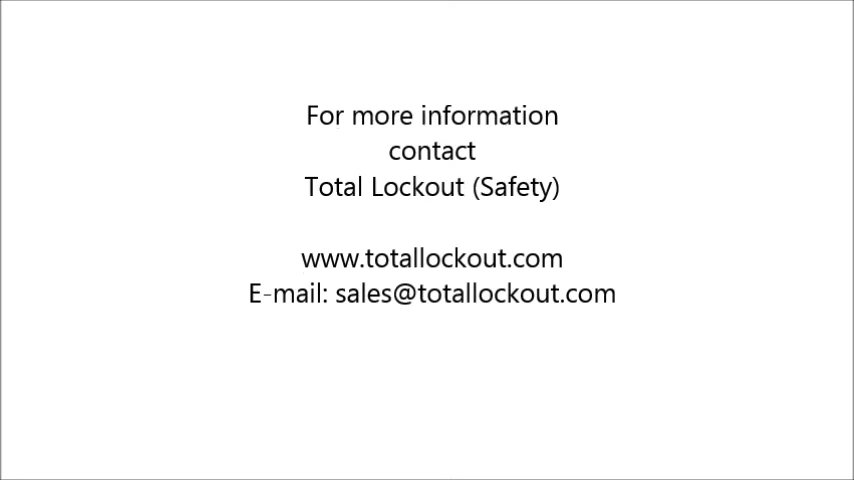 For more information
contact
Total Lockout (Safety)
www.totallockout.com
E-mail: sales@totallockout.com